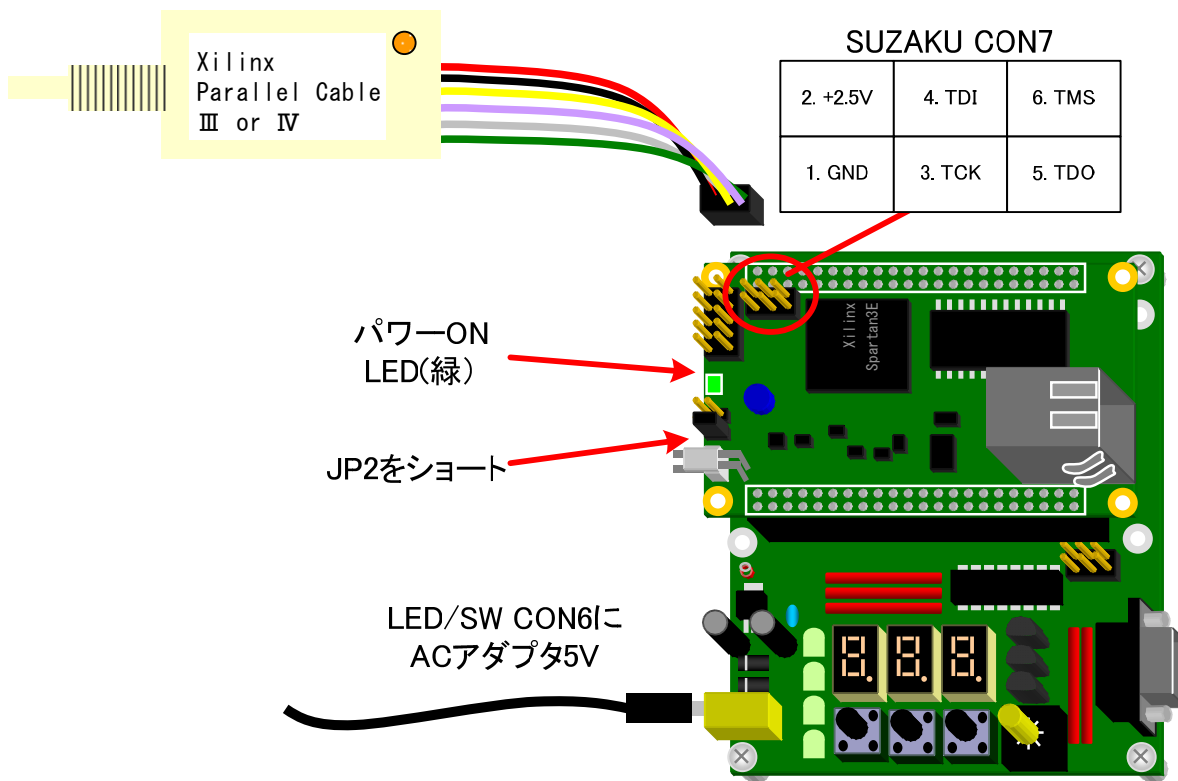 Xilinx
Parallel Cable
Ⅲ or Ⅳ
SUZAKU CON7
2. +2.5V
4. TDI
6. TMS
1. GND
3. TCK
5. TDO
パワーON
LED(緑)
JP2をショート
Xilinx
Spartan3E
LED/SW CON6に
ACアダプタ5V